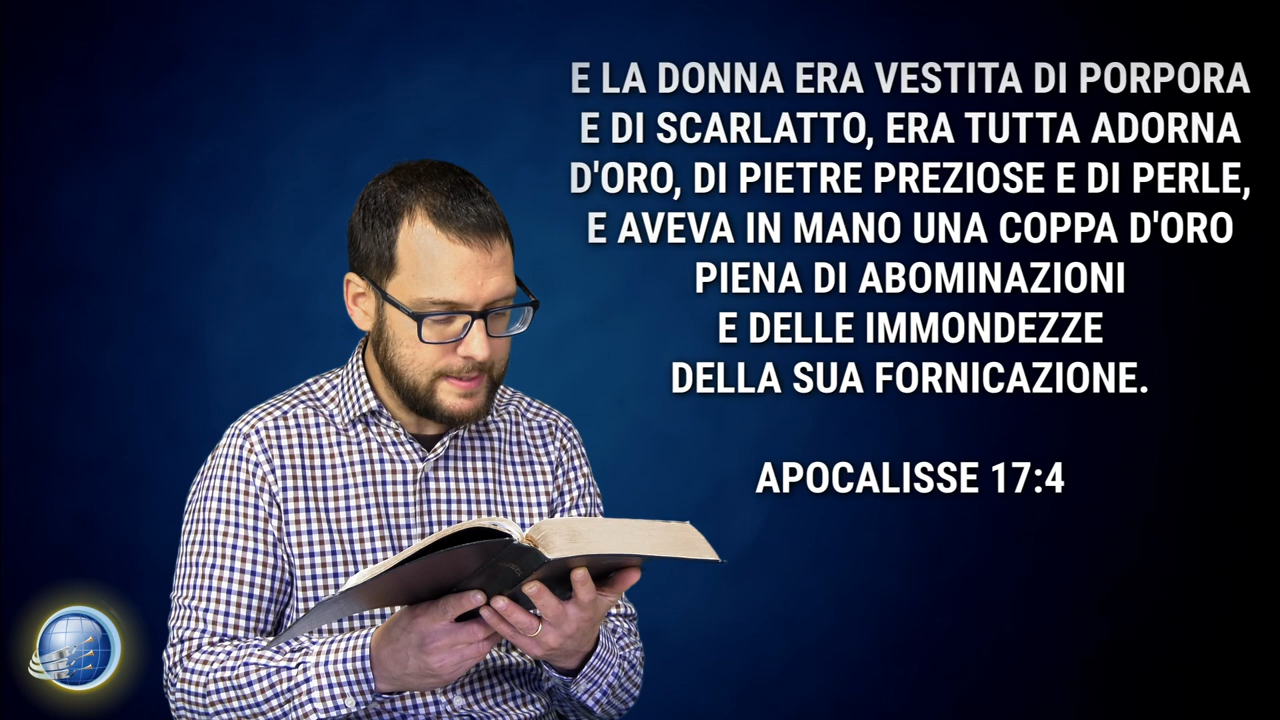 E LA DONNA ERA VESTITA DI PORPORA
E DI SCARLATTO, ERA TUTTA ADORNA
D'ORO, DI PIETRE PREZIOSE E DI PERLE,
E AVEVA IN MANO UNA COPPA D'ORO
PIENA DI ABOMINAZIONI
E DELLE IMMONDEZZE
DELLA SUA FORNICAZIONE.
APOCALISSE 17:4